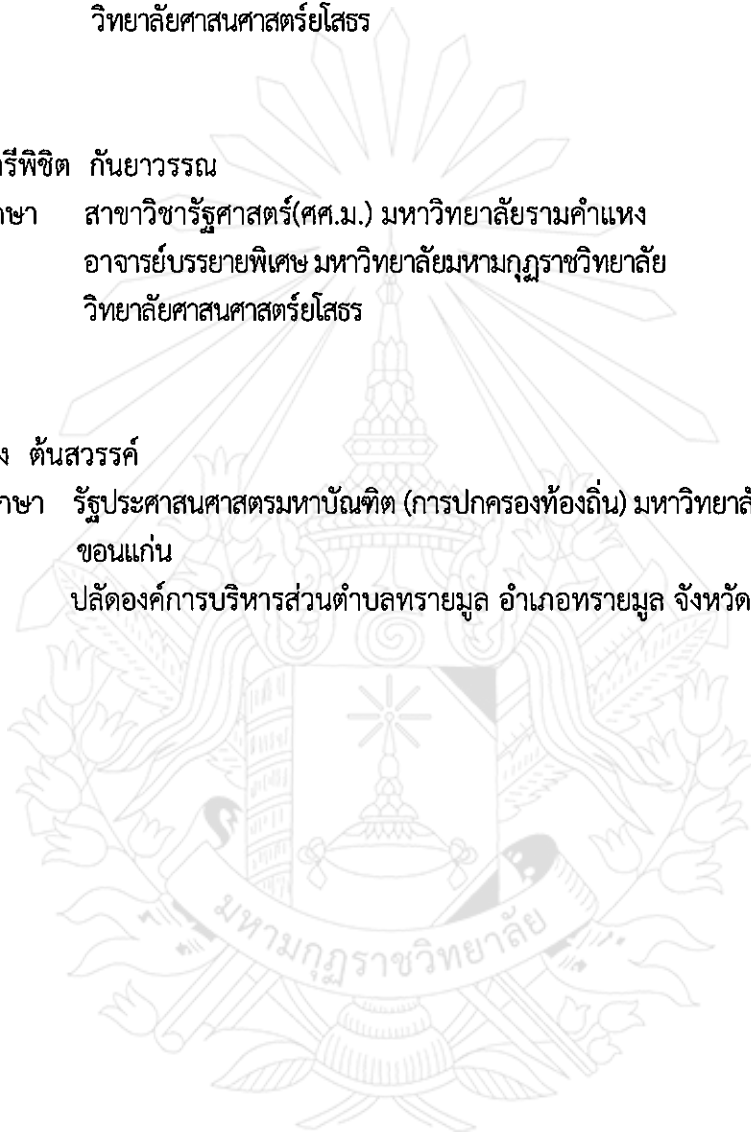 วิทยาลัยศาสนศาสตร์ยโสธร
รีพิชิต กันยาวรรณ
สาขาวิชารัฐศาสตร์(ศศ.ม.) มหาวิทยาลัยรามคำแหง
อาจารย์บรรยายพิเศษ มหาวิทยาลัยมหามกุฏราชวิทยาลัย
วิทยาลัยศาสนศาสตร์ยโสธร
ง ต้นสวรรค์
กษา รัฐประศาสนศาสตรมหาบัณฑิต (การปกครองท้องถิ่น) มหาวิทยาลั
ขอนแก่น
ปลัดองค์การบริหารส่วนตำบลทรายมูล อำเภอทรายมูล จังหวัด
มหามกุฏราชวิทยาลัย